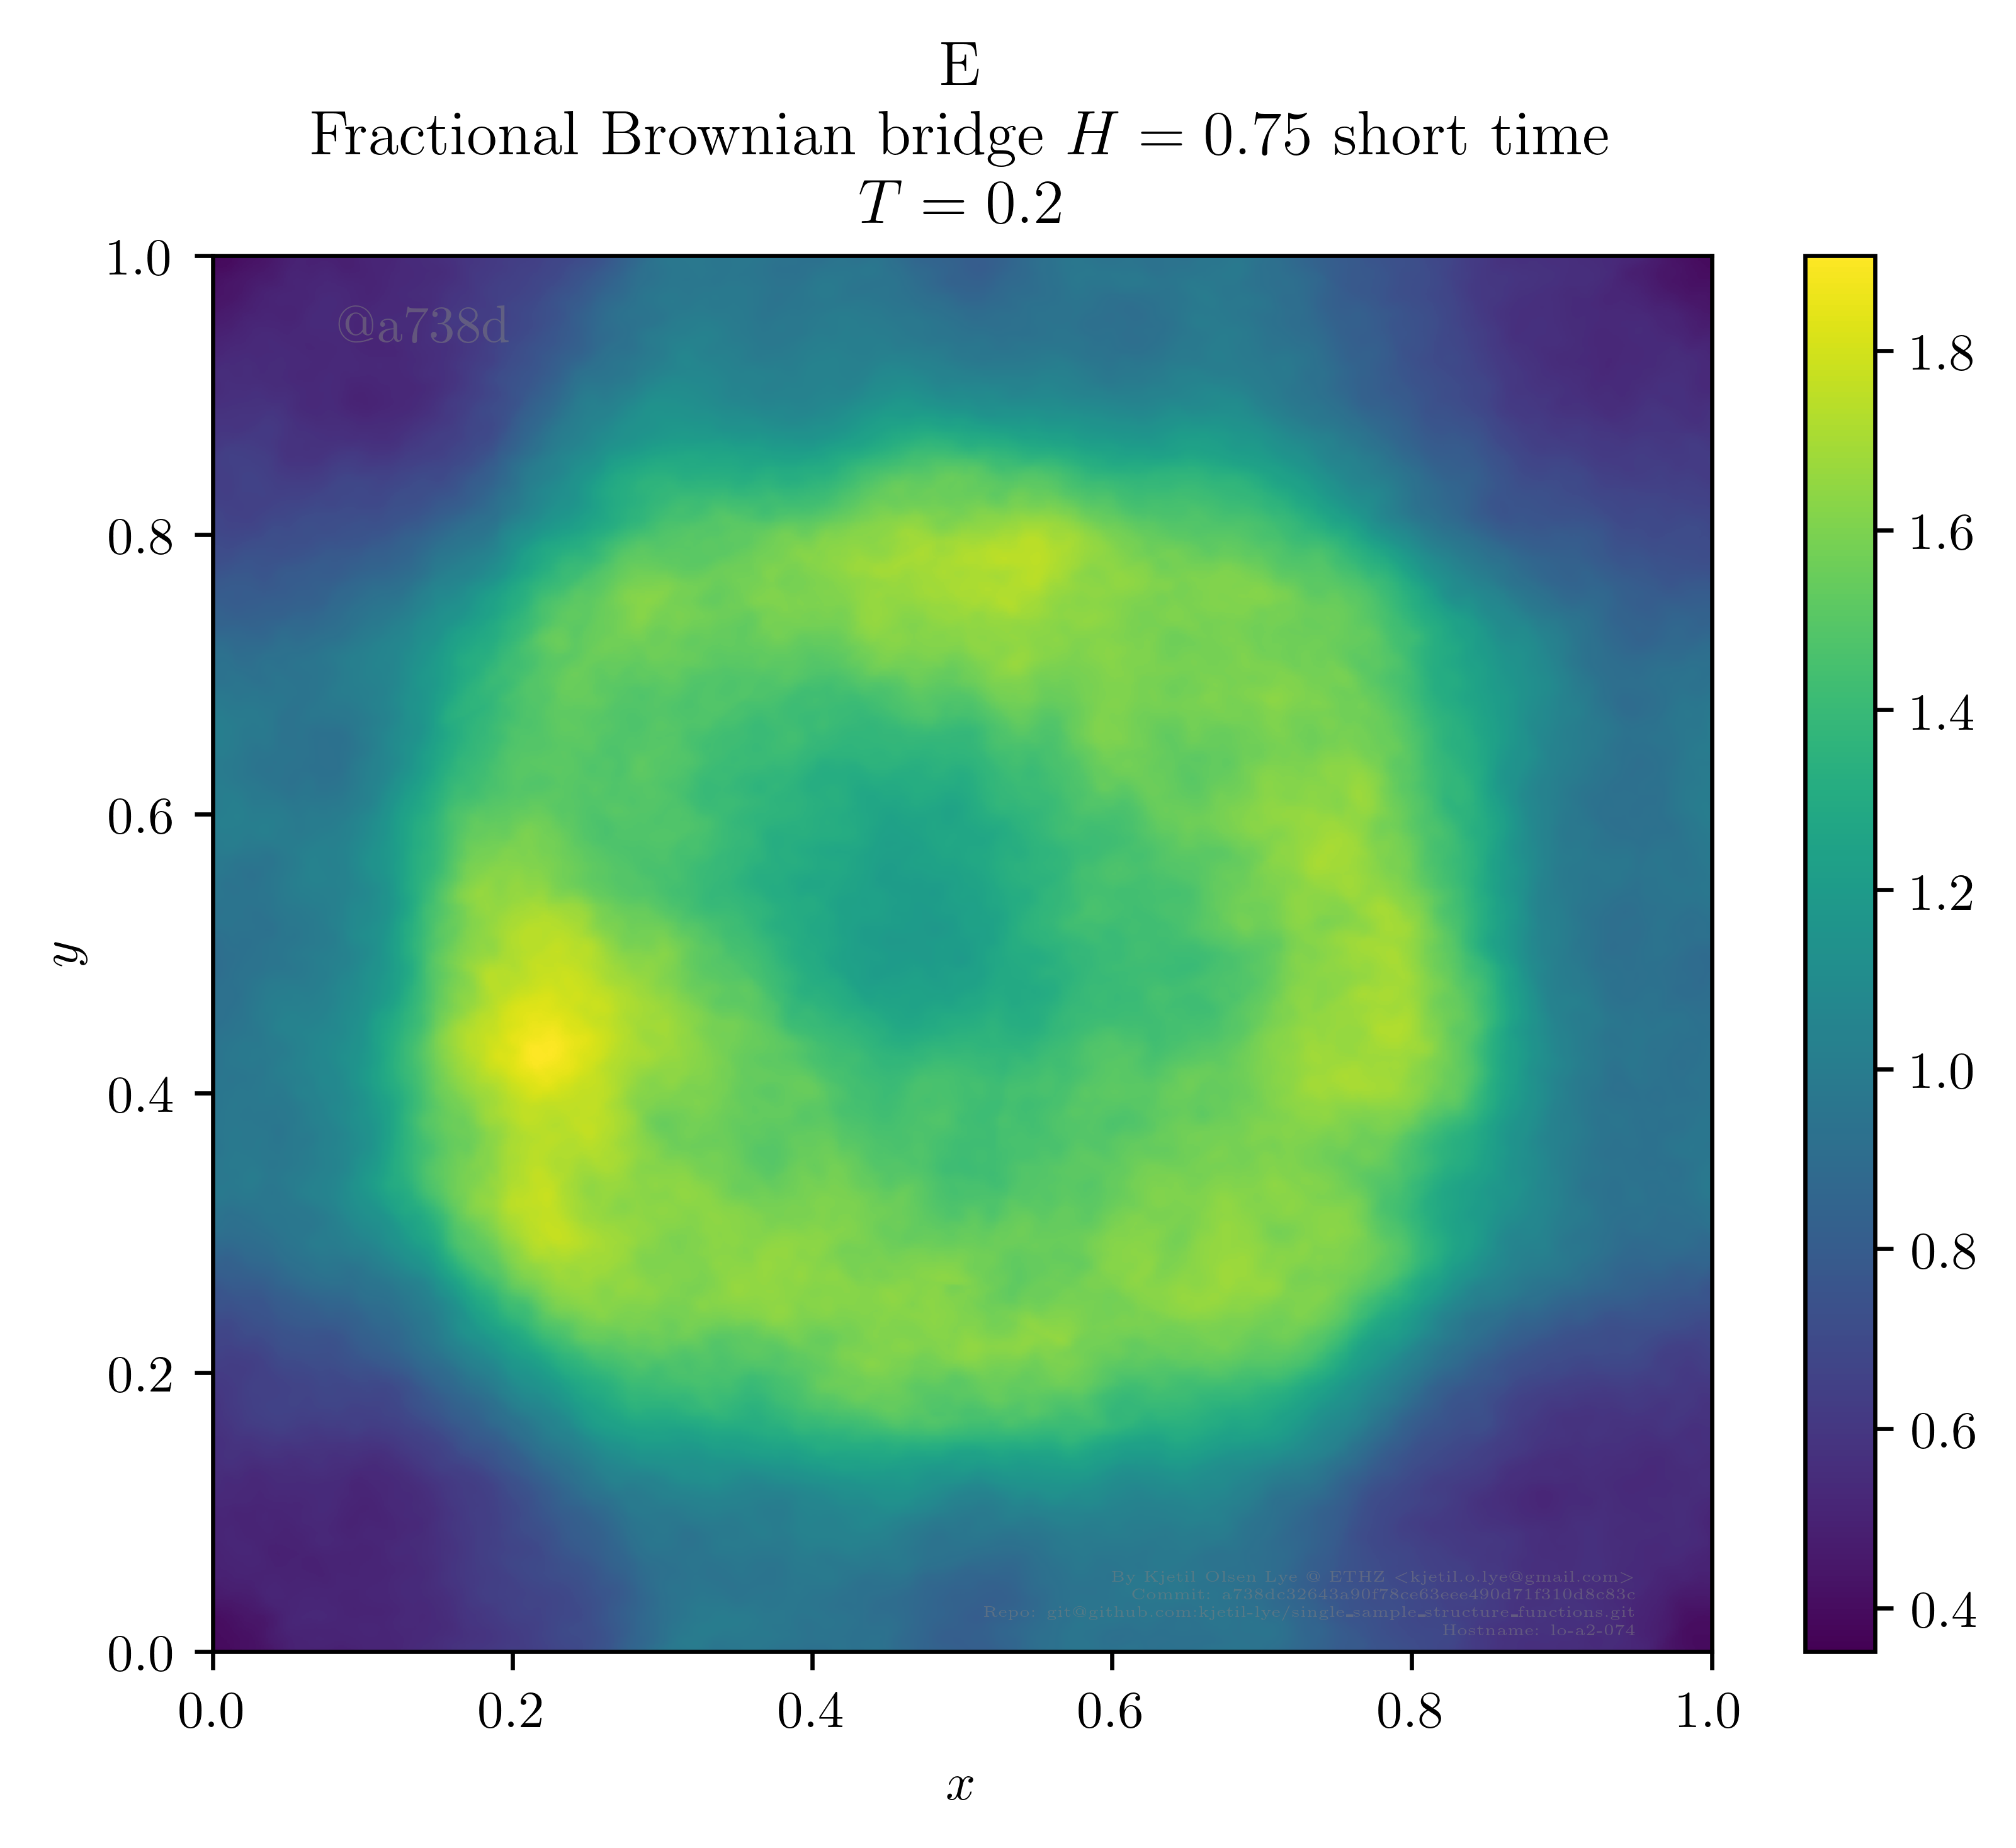 E
Fractional Brownian bridge H = 0.75 short time
T = 0.2
1.0
0.8
0.6
0.4
0.2
0.0
y
0.0 0.2 0.4 0.6 0.8 1.0
x
1.8
1.6
1.4
1.2
1.0
0.8
0.6
0.4
@a738d
By Kjetil Olsen Lye @ ETHZ <kjetil.o.lye@gmail.com>
Commit: a738dc32643a90f78ce63eee490d71f310d8c83c
Repo: git@github.com:kjetil-lye/single_sample_structure_functions.git
Hostname: lo-a2-074